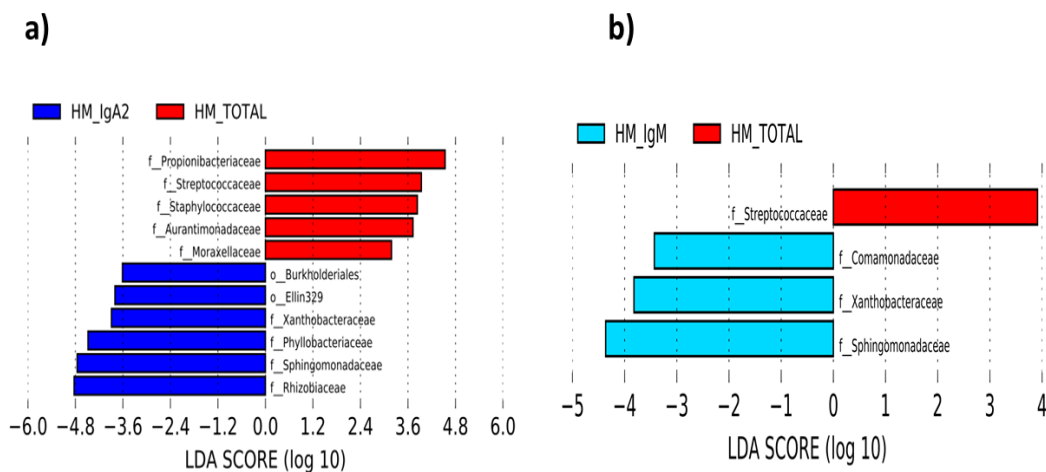 a)
HM_IgA2 HM_TOTAL
f__Propionibacteriaceae
f__Streptococcaceae
f__Staphylococcaceae
f__Aurantimonadaceae
f__Moraxellaceae
o__Burkholderiales
o__Ellin329
f__Xanthobacteraceae
f__Phyllobacteriaceae
f__Sphingomonadaceae
f__Rhizobiaceae
−6.0 −4.8 −3.6 −2.4 −1.2 0.0 1.2 2.4 3.6 4.8 6.0
LDA SCORE (log 10)
b)
HM_IgM HM_TOTAL
f__Streptococcaceae
f__Comamonadaceae
f__Xanthobacteraceae
f__Sphingomonadaceae
−5 −4 −3 −2 −1 0 1 2 3 4
LDA SCORE (log 10)